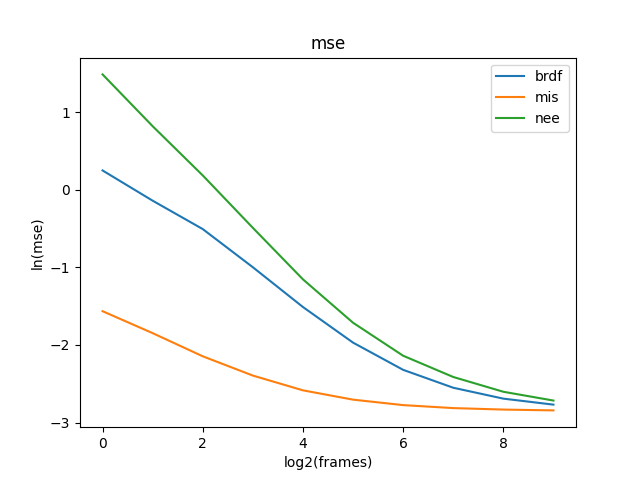 mse
brdf
mis
nee
ln(mse)
1
0
−1
−2
−3
0
2
4
6
8
log2(frames)